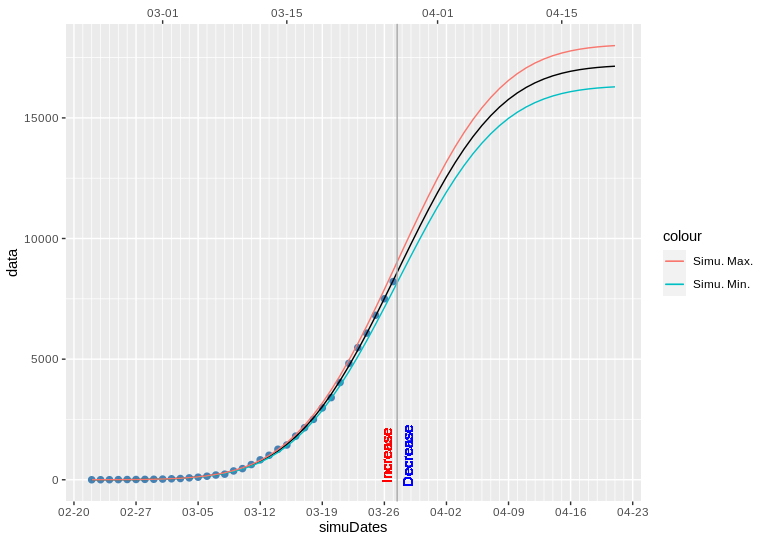 03-01 03-15 04-01 04-15
data
15000
10000
5000
0
Increase
Decrease
02-20 02-27 03-05 03-12 03-19 03-26 04-02 04-09 04-16 04-23
simuDates
colour
Simu. Max.
Simu. Min.